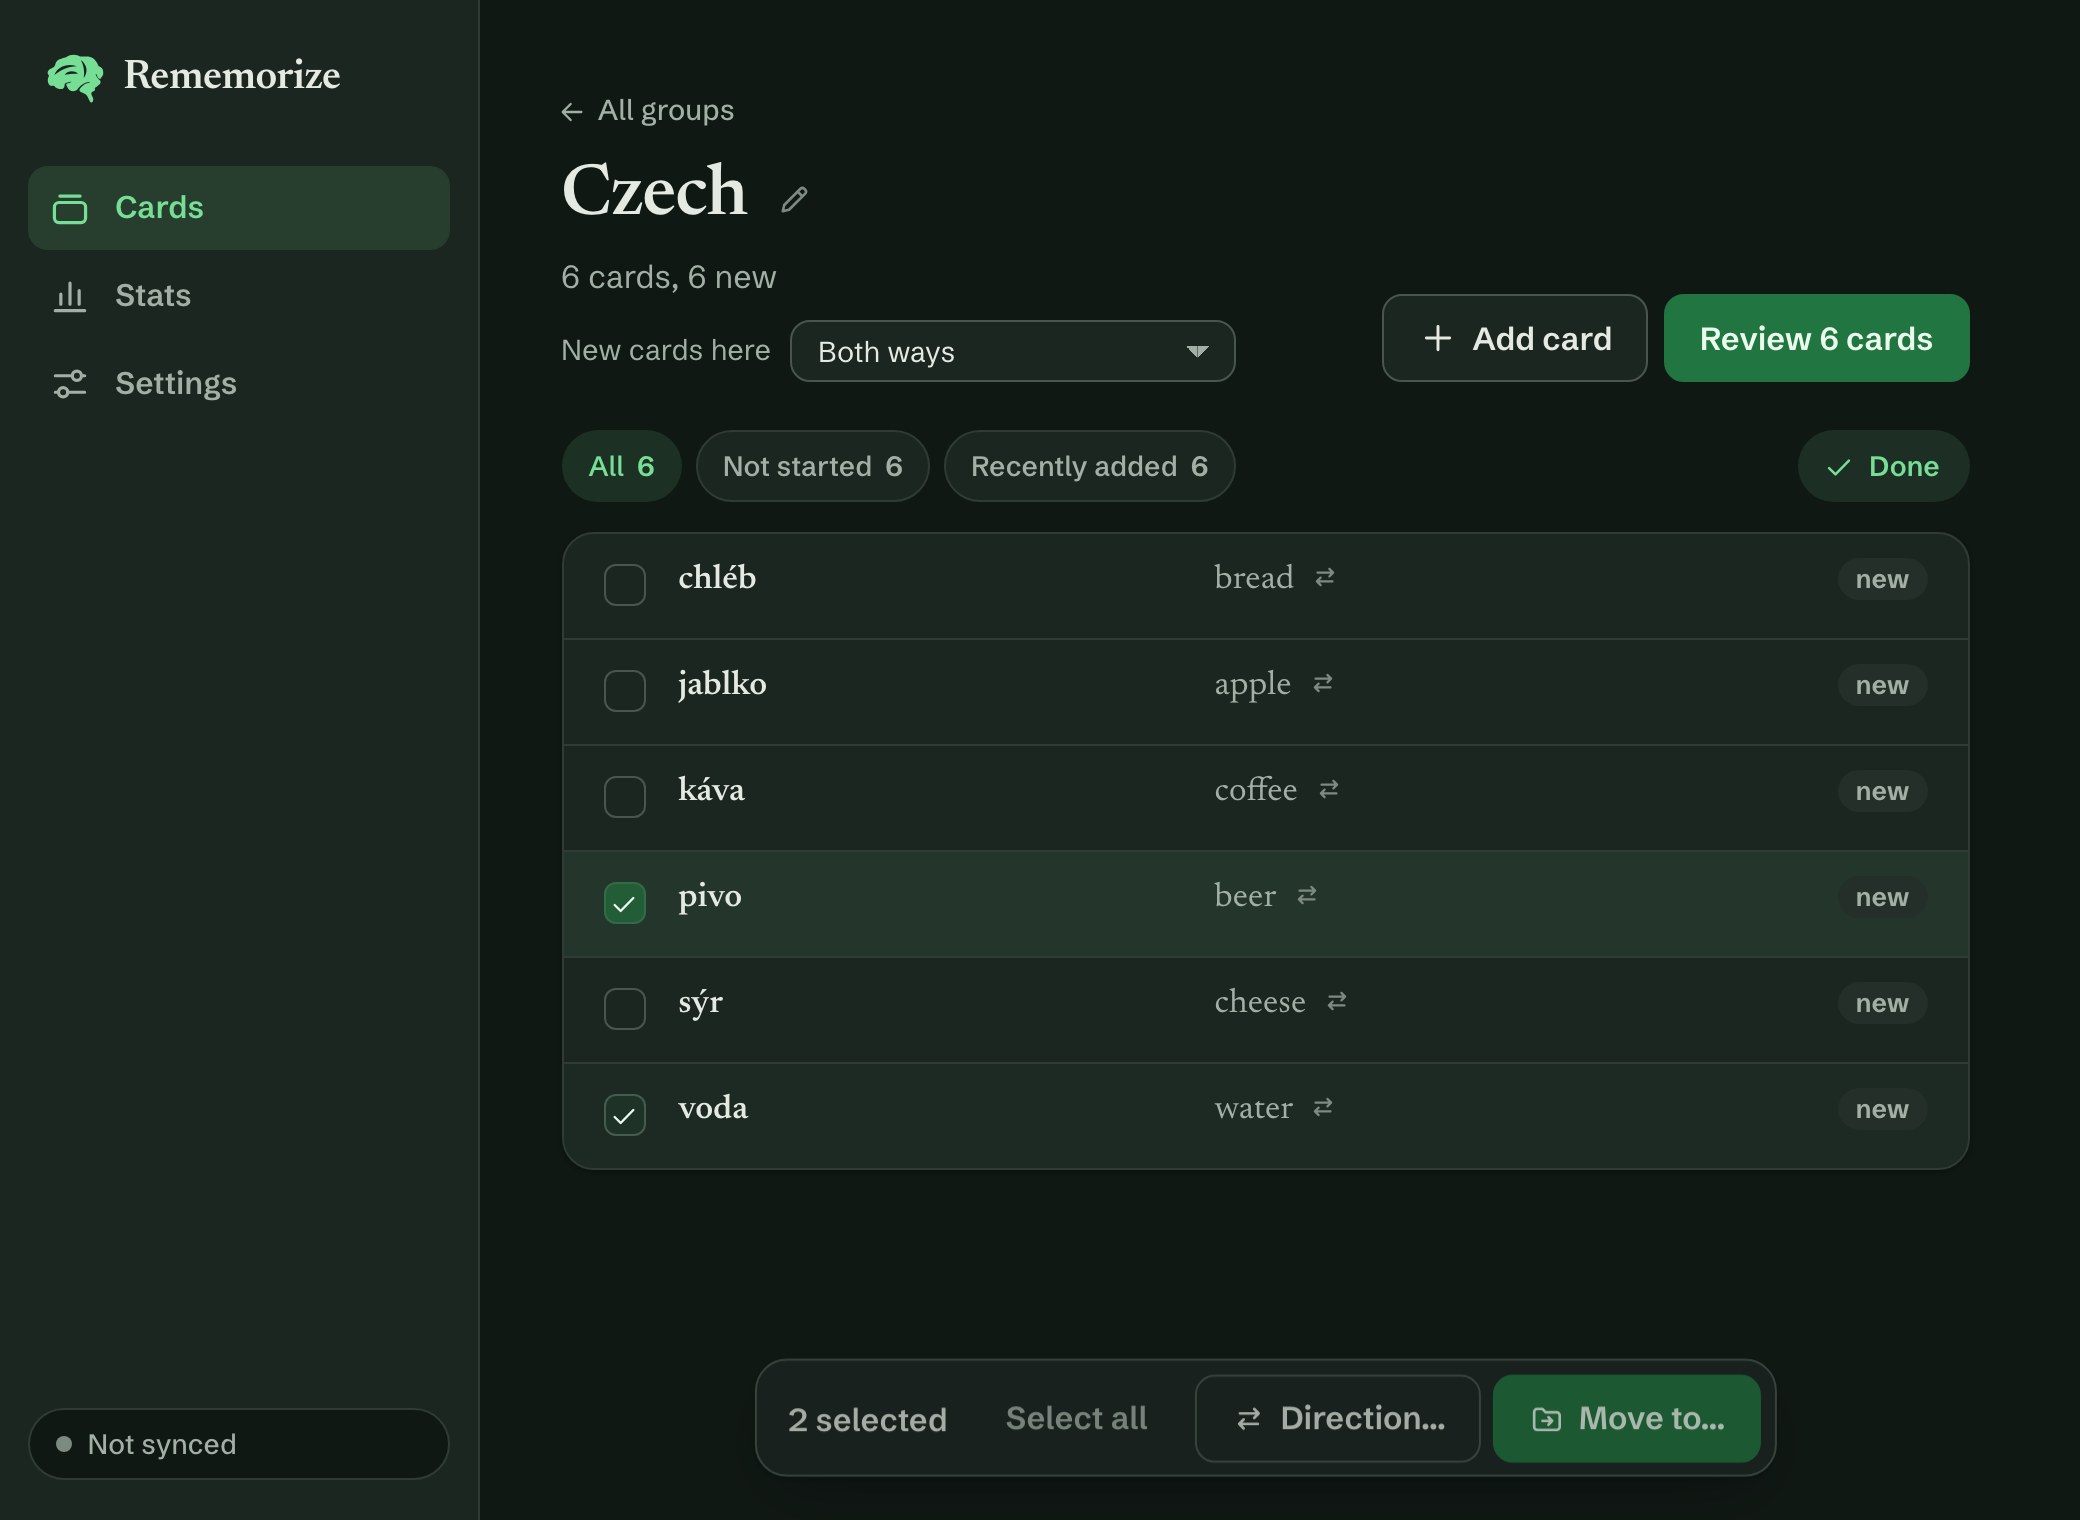 Rememorize
Cards
Stats
Settings
Not synced
← All groups
Czech
6 cards, 6 new
New cards here Both ways
+ Add card
Review 6 cards
All 6 Not started 6 Recently added 6
Done
chléb bread ⇄ new
jablko apple ⇄ new
káva coffee ⇄ new
pivo beer ⇄ new
sýr cheese ⇄ new
voda water ⇄ new
2 selected Select all ⇄ Direction... Move to...